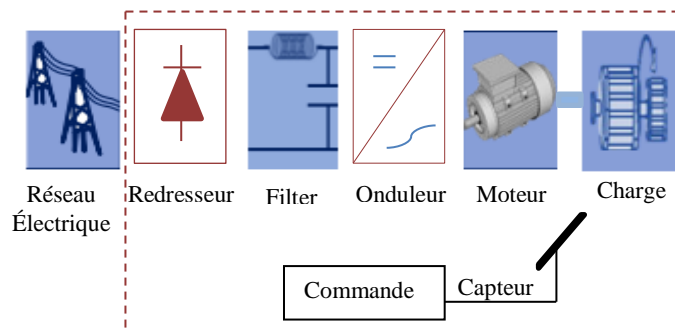 Réseau
Électrique
Redresseur
Filter
Onduleur
Moteur
Charge
Commande
Capteur